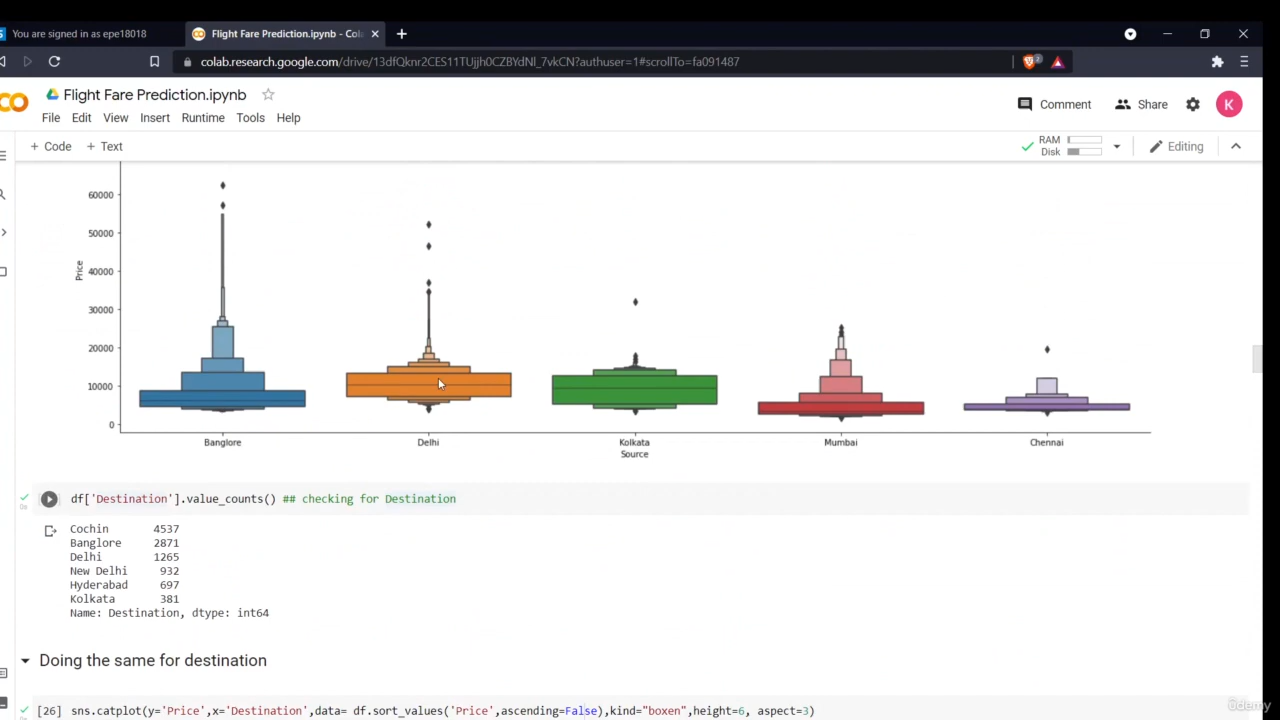 You are signed in as epe18018
Flight Fare Prediction.ipynb - Col
colab.research.google.com/drive/13dfQknr2CES11TUjjh0CZBYdNl_7vkCN?authuser=1#scrollTo=fa091487
2
Flight Fare Prediction.ipynb
Comment
Share
K
File Edit View Insert Runtime Tools Help
+ Code + Text
RAM
Disk
Editing
60000
50000
40000
30000
20000
10000
0
Price
Banglore Delhi Kolkata Mumbai Chennai
Source
df['Destination'].value_counts() ## checking for Destination
0s
Cochin 4537
Banglore 2871
Delhi 1265
New Delhi 932
Hyderabad 697
Kolkata 381
Name: Destination, dtype: int64
Doing the same for destination
[26] sns.catplot(y='Price',x='Destination',data= df.sort_values('Price',ascending=False),kind="boxen",height=6, aspect=3)
ûdemy